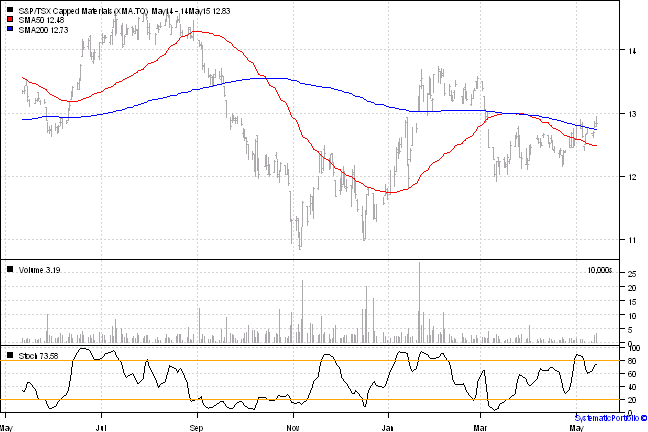 S&P/TSX Capped Materials (XMA.TO) May14 - 14May15 12.83
SMA50 12.48
SMA200 12.73
14
13
12
11
Volume 3.19
10,000s
25
20
15
10
5
0
Stoch 73.58
100
80
60
40
20
0
May
Jul
Sep
Nov
Jan
Mar
May
SystematicPortfolio ©